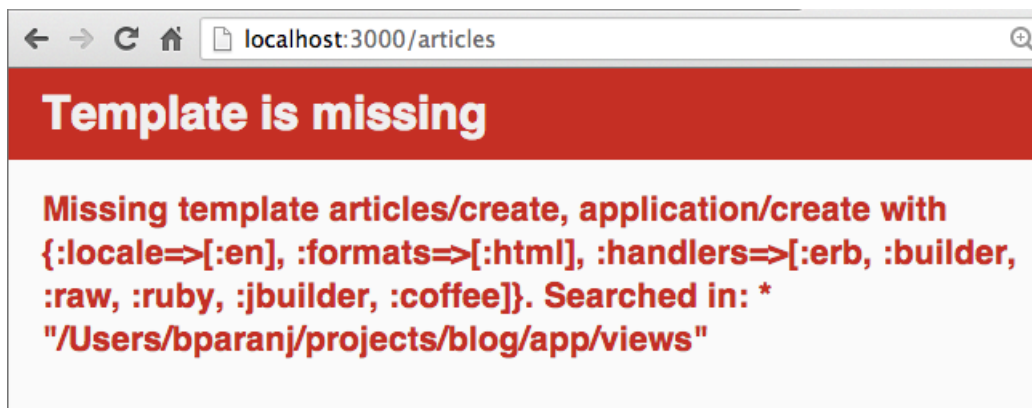 localhost:3000/articles
Template is missing
Missing template articles/create, application/create with
{:locale=>[:en], :formats=>[:html], :handlers=>[:erb, :builder,
:raw, :ruby, :jbuilder, :coffee]}. Searched in: *
"/Users/bparanj/projects/blog/app/views"